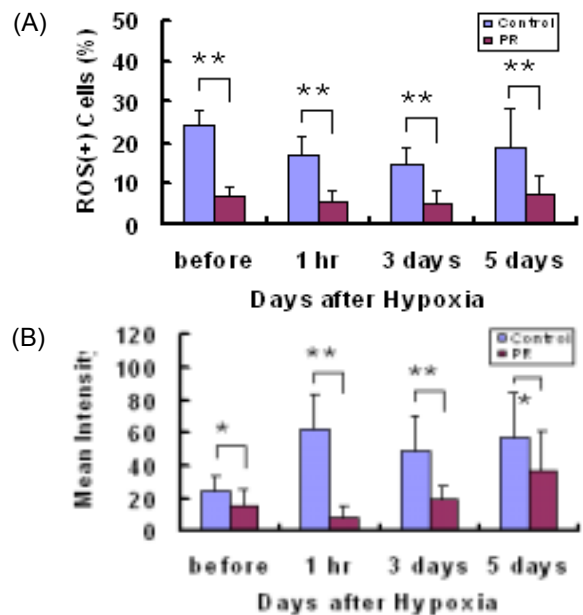 (A)
50
40
30
20
10
0
ROS(+) Cells (%)
Control
PR
**
**
**
**
before 1 hr 3 days 5 days
Days after Hypoxia
(B)
120
100
80
60
40
20
0
Mean Intensity
Control
PR
*
**
**
*
before 1 hr 3 days 5 days
Days after Hypoxia